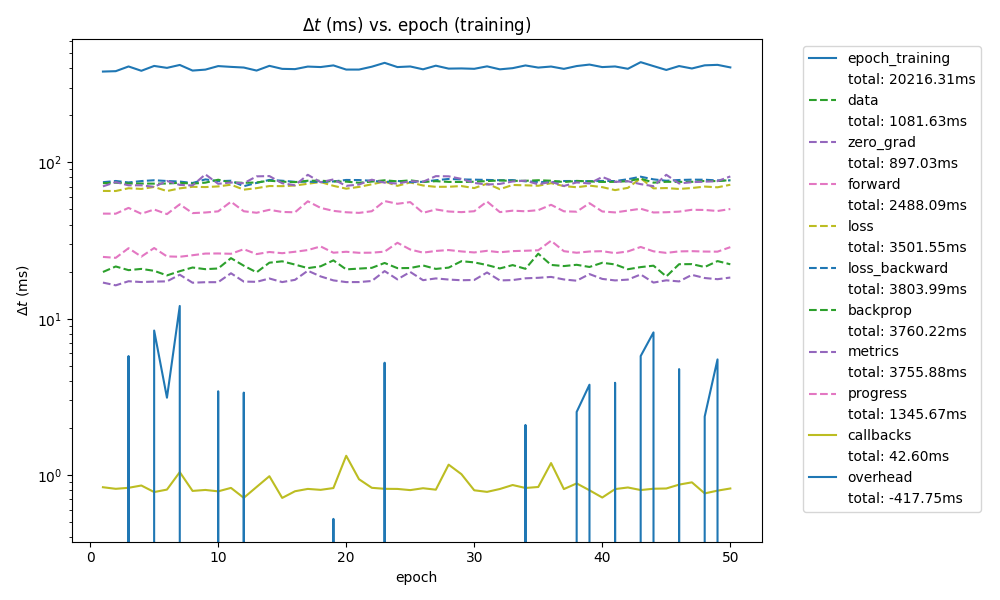 Δt (ms) vs. epoch (training)
Δt (ms)
10²
10¹
10⁰
0 10 20 30 40 50
epoch
epoch_training
total: 20216.31ms
data
total: 1081.63ms
zero_grad
total: 897.03ms
forward
total: 2488.09ms
loss
total: 3501.55ms
loss_backward
total: 3803.99ms
backprop
total: 3760.22ms
metrics
total: 3755.88ms
progress
total: 1345.67ms
callbacks
total: 42.60ms
overhead
total: -417.75ms